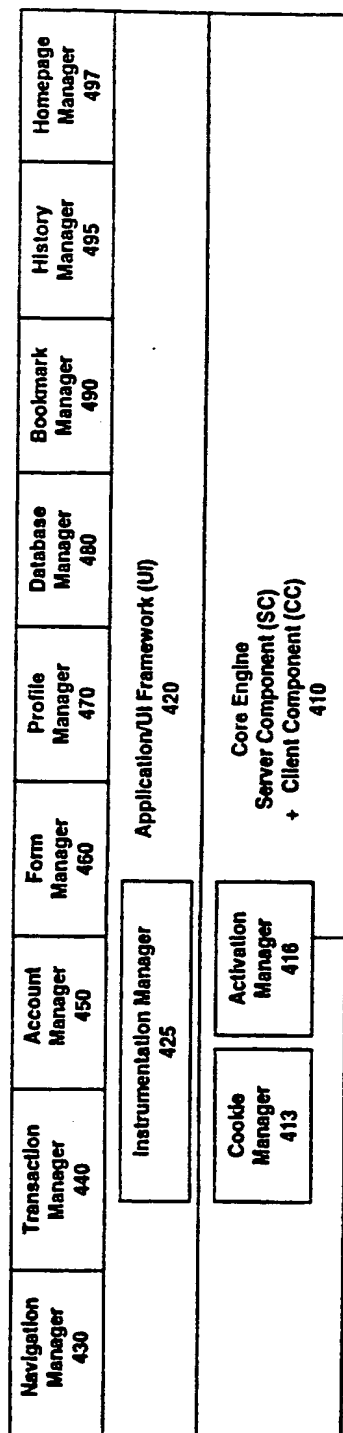 Navigation
Manager
430
Transaction
Manager
440
Account
Manager
450
Form
Manager
460
Profile
Manager
470
Database
Manager
480
Bookmark
Manager
490
History
Manager
495
Homepage
Manager
497
Instrumentation Manager
425
Application/UI Framework (UI)
420
Cookie
Manager
413
Activation
Manager
416
Core Engine
Server Component (SC)
+ Client Component (CC)
410